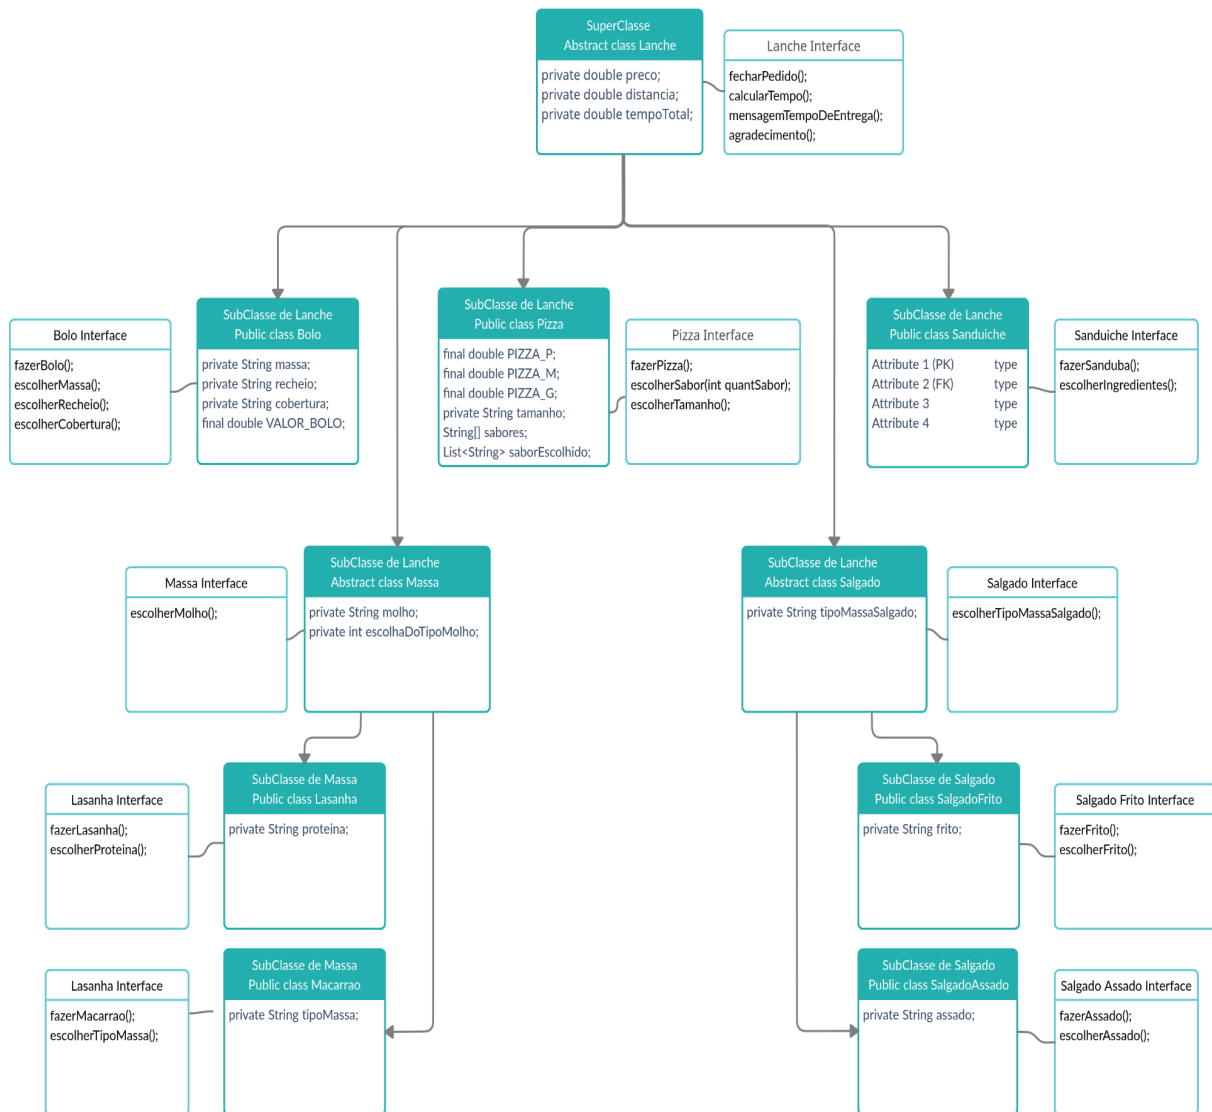 SuperClasse
Abstract class Lanche
private double preco;
private double distancia;
private double tempoTotal;
Lanche Interface
fecharPedido();
calcularTempo();
mensagemTempoDeEntrega();
agradecimento();
Bolo Interface
fazerBolo();
escolherMassa();
escolherRecheio();
escolherCobertura();
SubClasse de Lanche
Public class Bolo
private String massa;
private String recheio;
private String cobertura;
final double VALOR_BOLO;
SubClasse de Lanche
Public class Pizza
final double PIZZA_P;
final double PIZZA_M;
final double PIZZA_G;
private String tamanho;
String[] sabores;
List<String> saborEscolhido;
Pizza Interface
fazerPizza();
escolherSabor(int quantSabor);
escolherTamanho();
SubClasse de Lanche
Public class Sanduiche
Attribute 1 (PK) type
Attribute 2 (FK) type
Attribute 3 type
Attribute 4 type
Sanduiche Interface
fazerSanduba();
escolherIngredientes();
Massa Interface
escolherMolho();
SubClasse de Lanche
Abstract class Massa
private String molho;
private int escolhaDoTipoMolho;
SubClasse de Lanche
Abstract class Salgado
private String tipoMassaSalgado;
Salgado Interface
escolherTipoMassaSalgado();
Lasanha Interface
fazerLasanha();
escolherProteina();
SubClasse de Massa
Public class Lasanha
private String proteina;
SubClasse de Salgado
Public class SalgadoFrito
private String frito;
Salgado Frito Interface
fazerFrito();
escolherFrito();
Lasanha Interface
fazerMacarrao();
escolherTipoMassa();
SubClasse de Massa
Public class Macarrao
private String tipoMassa;
SubClasse de Salgado
Public class SalgadoAssado
private String assado;
Salgado Assado Interface
fazerAssado();
escolherAssado();